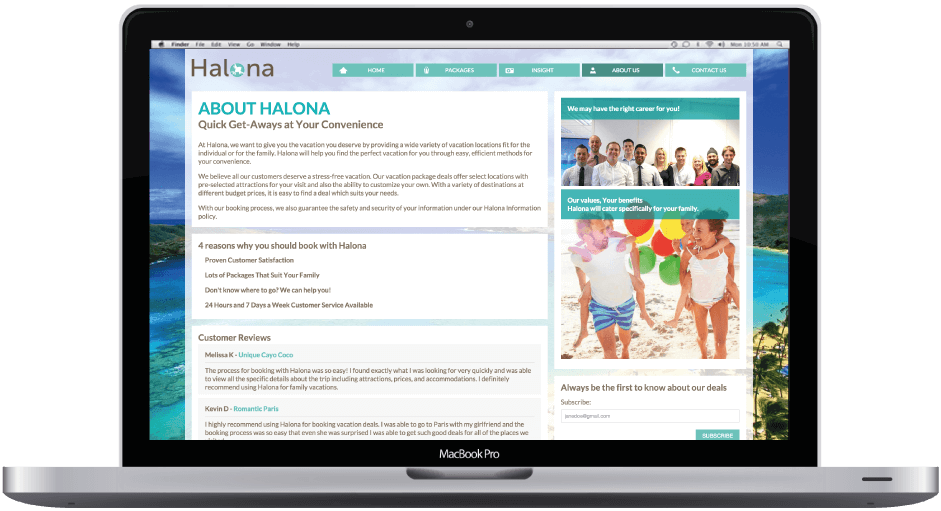 Finder File Edit View Go Window Help
Mon 10:50 AM
Halona
HOME
PACKAGES
INSIGHT
ABOUT US
CONTACT US
ABOUT HALONA
Quick Get-Aways at Your Convenience
At Halona, we want to give you the vacation you deserve by providing a wide variety of vacation locations fit for the
individual or for the family. Halona will help you find the perfect vacation for you through easy, efficient methods for
your convenience.
We believe all our customers deserve a stress-free vacation. Our vacation package deals offer select locations with
pre-selected attractions for your visit and also the ability to customize your own. With a variety of destinations at
different budget prices, it is easy to find a deal which suits your needs.
With our booking process, we also guarantee the safety and security of your information under our Halona Information
policy.
4 reasons why you should book with Halona
Proven Customer Satisfaction
Lots of Packages That Suit Your Family
Don't know where to go? We can help you!
24 Hours and 7 Days a Week Customer Service Available
Customer Reviews
Melissa K - Unique Cayo Coco
The process for booking with Halona was so easy! I found exactly what I was looking for very quickly and was able
to view all the specific details about the trip including attractions, prices, and accommodations. I definitely
recommend using Halona for family vacations.
Kevin D - Romantic Paris
I highly recommend using Halona for booking vacation deals. I was able to go to Paris with my girlfriend and the
booking process was so easy that even she was surprised I was able to get such good deals for all of the places we
We may have the right career for you!
Our values, Your benefits
Halona will cater specifically for your family.
Always be the first to know about our deals
Subscribe:
janedoe@gmail.com
SUBSCRIBE
MacBook Pro